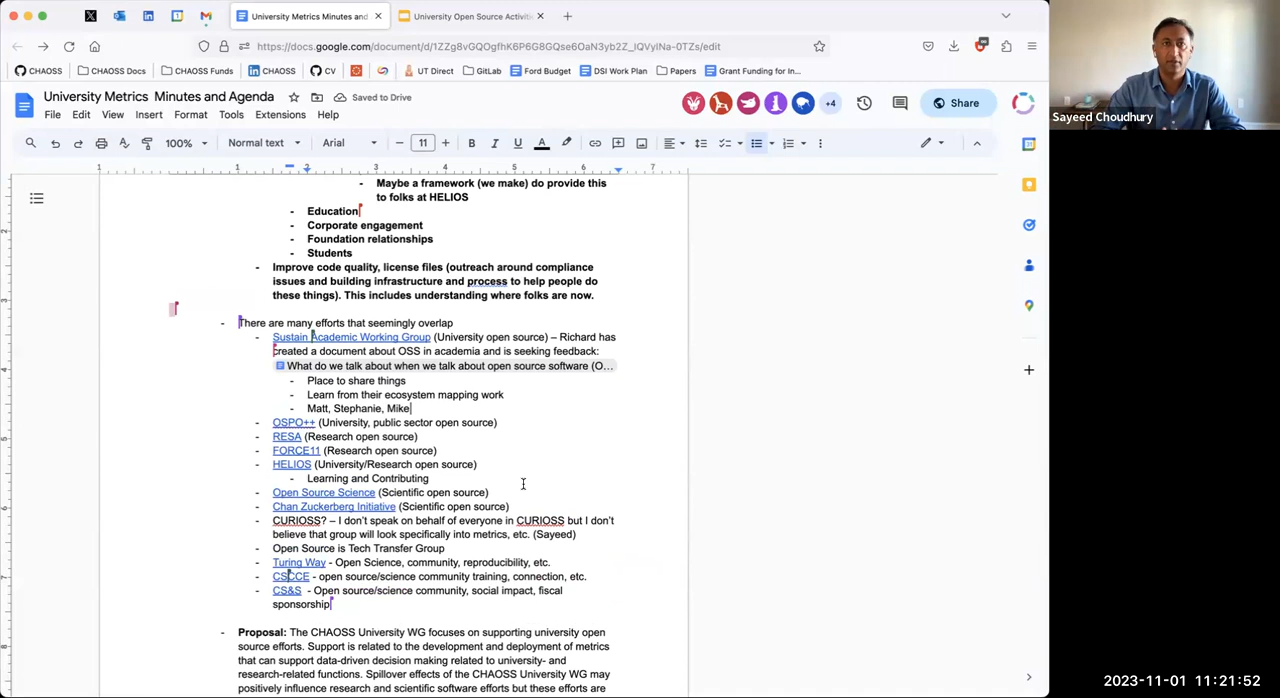 University Metrics Minutes and
University Open Source Activiti
https://docs.google.com/document/d/1ZZg8vGQOgfhK6P6G8GQse6OaN3yb2Z_IQVyiNa-0TZs/edit
CHAOSS
CHAOSS Docs
CHAOSS Funds
CHAOSS
CV
UT Direct
GitLab
Ford Budget
DSI Work Plan
Papers
Grant Funding for In…
University Metrics Minutes and Agenda
Saved to Drive
File Edit View Insert Format Tools Extensions Help
+4
Share
Sayeed Choudhury
100%
Normal text
Arial
11
B I U A
1 1 2 3 4 5 6 7
- Maybe a framework (we make) do provide this
to folks at HELIOS
- Education
- Corporate engagement
- Foundation relationships
- Students
- Improve code quality, license files (outreach around compliance
issues and building infrastructure and process to help people do
these things). This includes understanding where folks are now.
- There are many efforts that seemingly overlap
- Sustain Academic Working Group (University open source) – Richard has
created a document about OSS in academia and is seeking feedback:
What do we talk about when we talk about open source software (O…
- Place to share things
- Learn from their ecosystem mapping work
- Matt, Stephanie, Mike
- OSPO++ (University, public sector open source)
- RESA (Research open source)
- FORCE11 (Research open source)
- HELIOS (University/Research open source)
- Learning and Contributing
- Open Source Science (Scientific open source)
- Chan Zuckerberg Initiative (Scientific open source)
- CURIOSS? – I don't speak on behalf of everyone in CURIOSS but I don't
believe that group will look specifically into metrics, etc. (Sayeed)
- Open Source is Tech Transfer Group
- Turing Way - Open Science, community, reproducibility, etc.
- CSCCE - open source/science community training, connection, etc.
- CS&S - Open source/science community, social impact, fiscal
sponsorship
- Proposal: The CHAOSS University WG focuses on supporting university open
source efforts. Support is related to the development and deployment of metrics
that can support data-driven decision making related to university- and
research-related functions. Spillover effects of the CHAOSS University WG may
positively influence research and scientific software efforts but these efforts are
2023-11-01 11:21:52